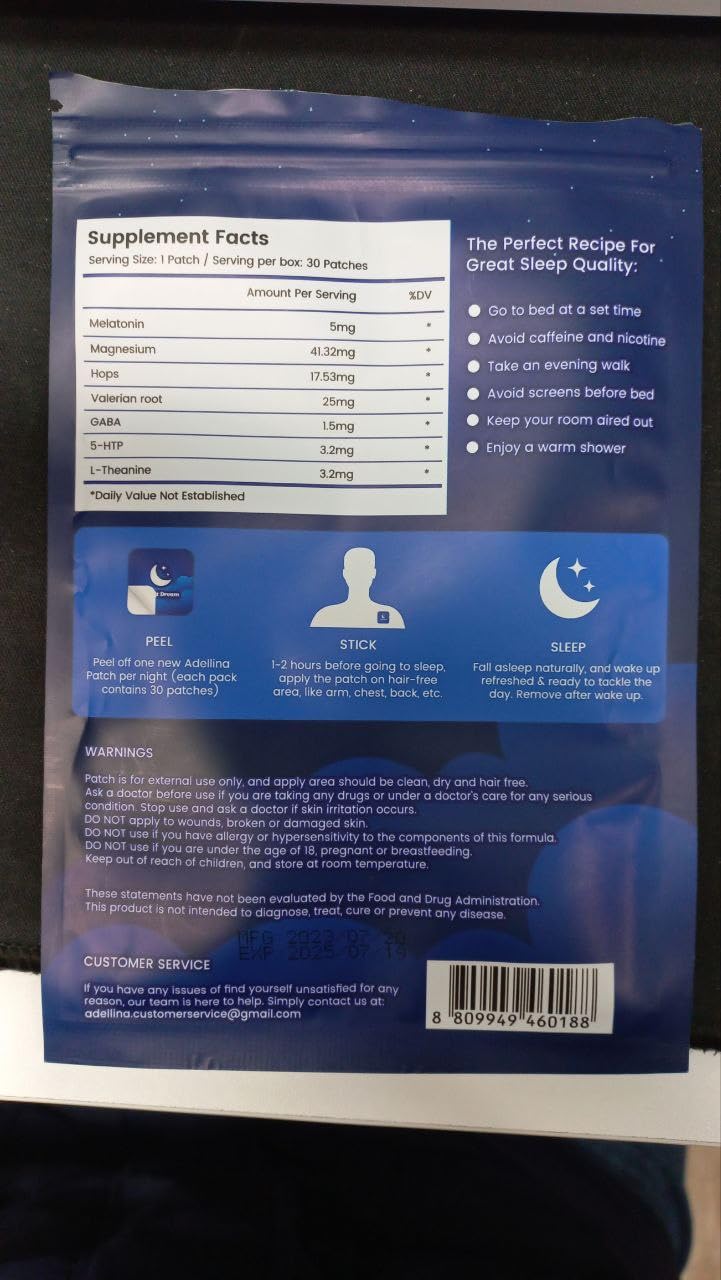 Supplement Facts
Serving Size: 1 Patch / Serving per box: 30 Patches
Amount Per Serving %DV
Melatonin 5mg *
Magnesium 41.32mg *
Hops 17.53mg *
Valerian root 25mg *
GABA 1.5mg *
5-HTP 3.2mg *
L-Theanine 3.2mg *
*Daily Value Not Established
The Perfect Recipe For
Great Sleep Quality:
Go to bed at a set time
Avoid caffeine and nicotine
Take an evening walk
Avoid screens before bed
Keep your room aired out
Enjoy a warm shower
Dream
PEEL
Peel off one new Adellina
Patch per night (each pack
contains 30 patches)
STICK
1-2 hours before going to sleep,
apply the patch on hair-free
area, like arm, chest, back, etc.
SLEEP
Fall asleep naturally, and wake up
refreshed & ready to tackle the
day. Remove after wake up.
WARNINGS
Patch is for external use only, and apply area should be clean, dry and hair free.
Ask a doctor before use if you are taking any drugs or under a doctor's care for any serious
condition. Stop use and ask a doctor if skin irritation occurs.
DO NOT apply to wounds, broken or damaged skin.
DO NOT use if you have allergy or hypersensitivity to the components of this formula.
DO NOT use if you are under the age of 18, pregnant or breastfeeding.
Keep out of reach of children, and store at room temperature.
These statements have not been evaluated by the Food and Drug Administration.
This product is not intended to diagnose, treat, cure or prevent any disease.
MFG 2023 07 20
EXP 2025 07 19
CUSTOMER SERVICE
If you have any issues of find yourself unsatisfied for any
reason, our team is here to help. Simply contact us at:
adellina.customerservice@gmail.com
8 809949 460188